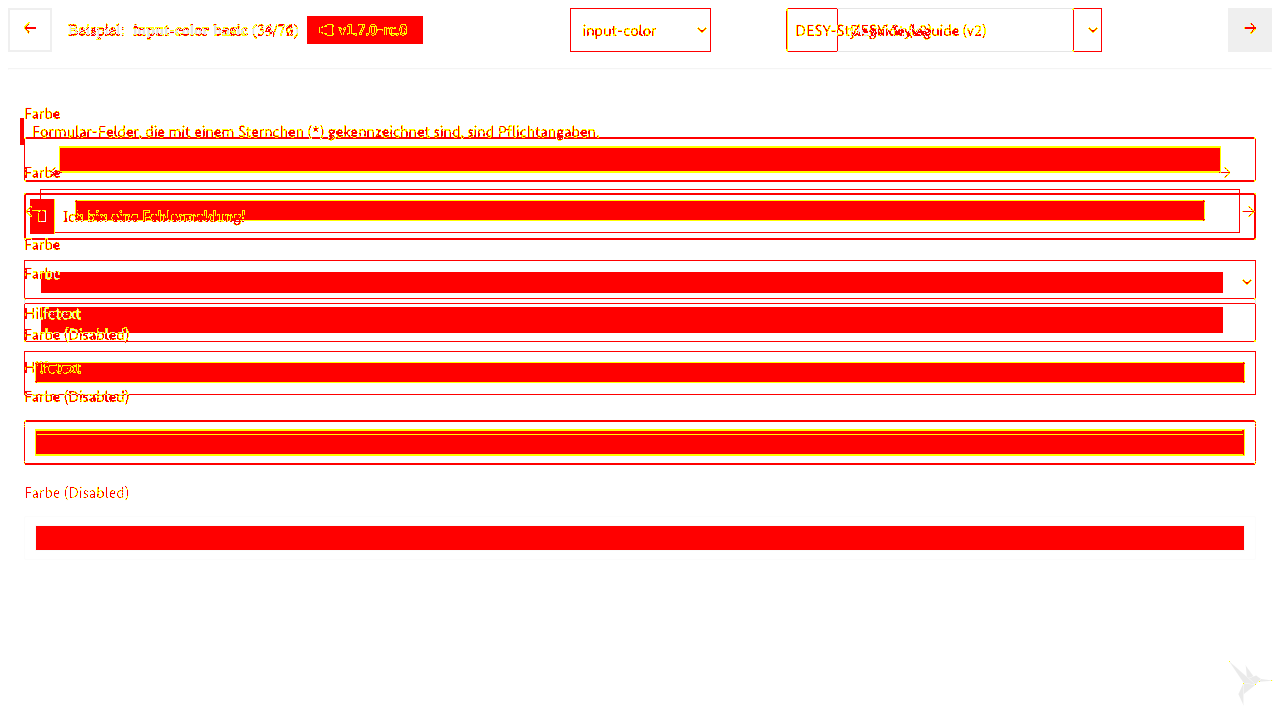 Beispiel: input-color basic (34/76) v1.7.0-rc.0 input-color DESY-Styleguide (v2)
Farbe
Formular-Felder, die mit einem Sternchen (*) gekennzeichnet sind, sind Pflichtangaben.
Farbe
Ich bin eine Fehlermeldung!
Farbe
Farbe
Hilfetext
Farbe (Disabled)
Hilfetext
Farbe (Disabled)
Farbe (Disabled)